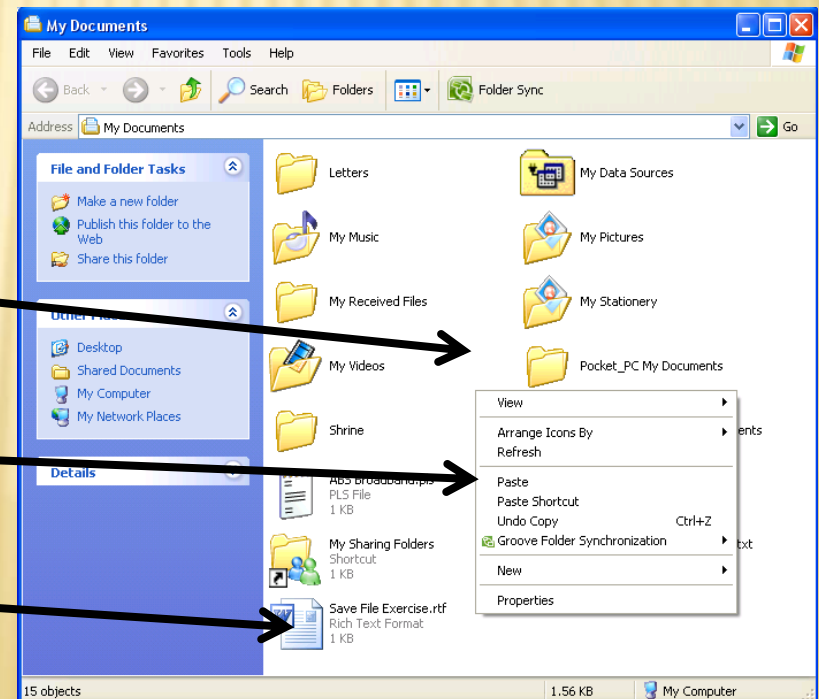 My Documents
File Edit View Favorites Tools Help
Back Search Folders Folder Sync
Address My Documents Go
File and Folder Tasks
Make a new folder
Publish this folder to the
Web
Share this folder
Other
Desktop
Shared Documents
My Computer
My Network Places
Details
Letters
My Data Sources
My Music
My Pictures
My Received Files
My Stationery
My Videos
Pocket_PC My Documents
Shrine
ents
ABS Broadband.pls
PLS File
1 KB
My Sharing Folders
Shortcut
1 KB
txt
Save File Exercise.rtf
Rich Text Format
1 KB
View
Arrange Icons By
Refresh
Paste
Paste Shortcut
Undo Copy Ctrl+Z
Groove Folder Synchronization
New
Properties
15 objects 1.56 KB My Computer